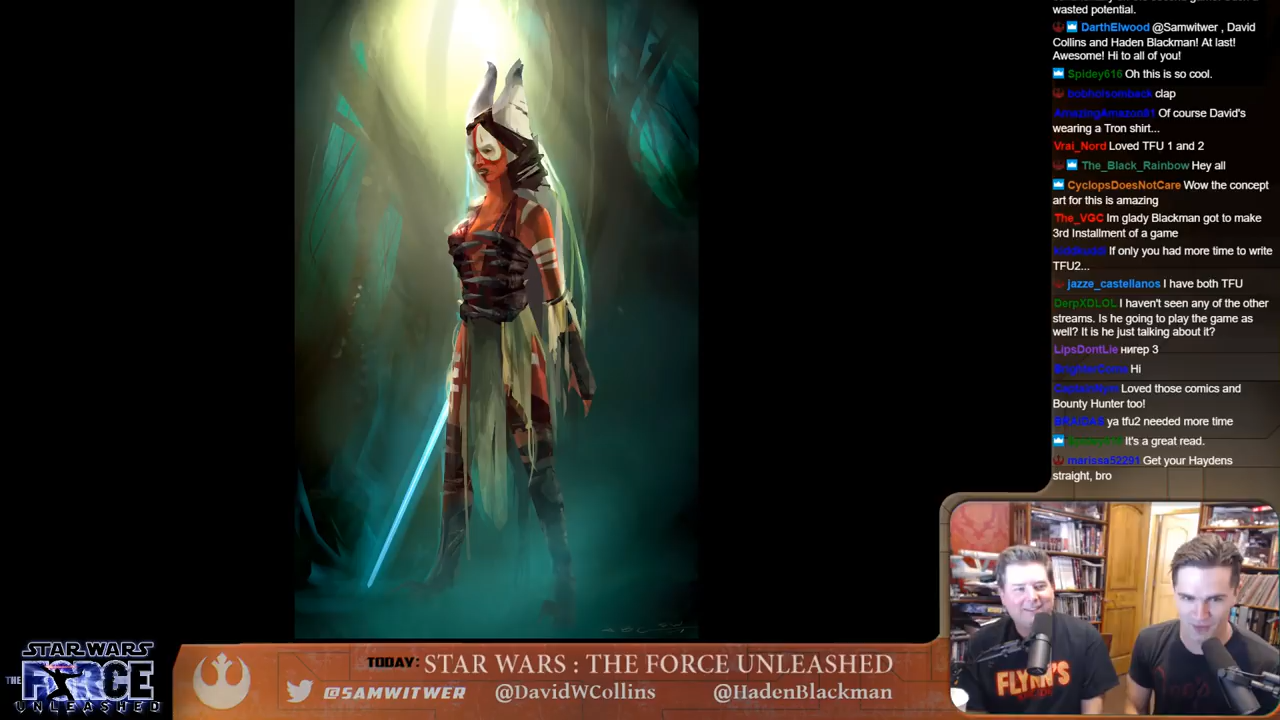 wasted potential.
DarthElwood @Samwitwer , David
Collins and Haden Blackman! At last!
Awesome! Hi to all of you!
Spidey616 Oh this is so cool.
bobhoisomback clap
AmazingAmazon81 Of course David's
wearing a Tron shirt...
Vrai_Nord Loved TFU 1 and 2
The_Black_Rainbow Hey all
CyclopsDoesNotCare Wow the concept
art for this is amazing
The_VGC Im glady Blackman got to make
3rd Installment of a game
If only you had more time to write
TFU2...
jazze_castellanos I have both TFU
DerpXDLOL I haven't seen any of the other
streams. Is he going to play the game as
well? It is he just talking about it?
LipsDontLie нигер 3
Hi
Loved those comics and
Bounty Hunter too!
ya tfu2 needed more time
It's a great read.
marissa52291 Get your Haydens
straight, bro
FLYNN'S
STAR WARS
THE FORCE
UNLEASHED
TODAY: STAR WARS : THE FORCE UNLEASHED
@SAMWITWER @DavidWCollins @HadenBlackman